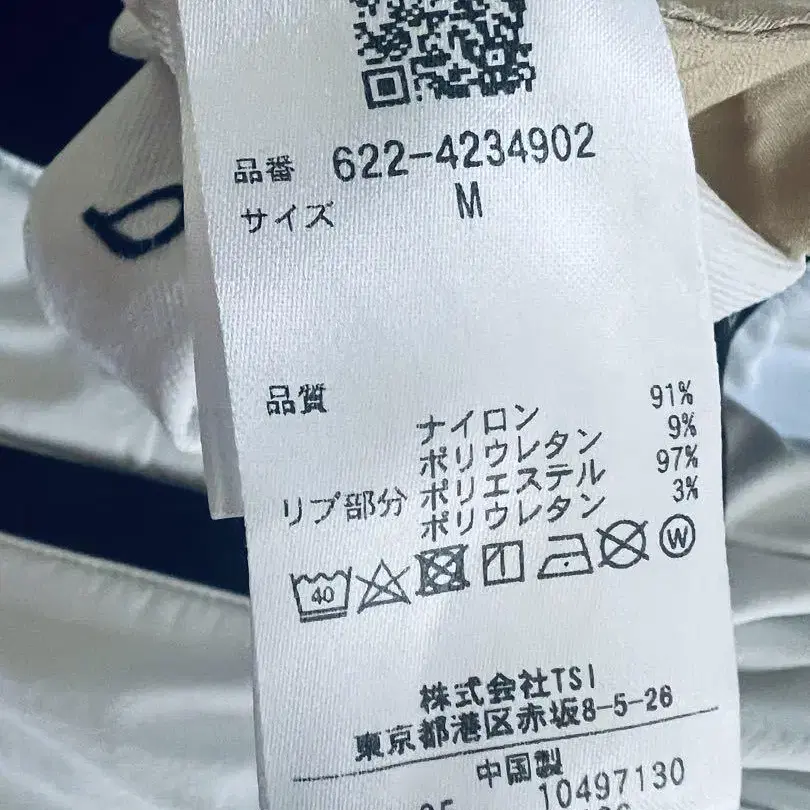 品番 622-4234902
サイズ M
品質
ナイロン 91%
ポリウレタン 9%
リブ部分 ポリエステル 97%
ポリウレタン 3%
40
W
株式会社TSI
東京都港区赤坂8-5-26
中国製
10497130